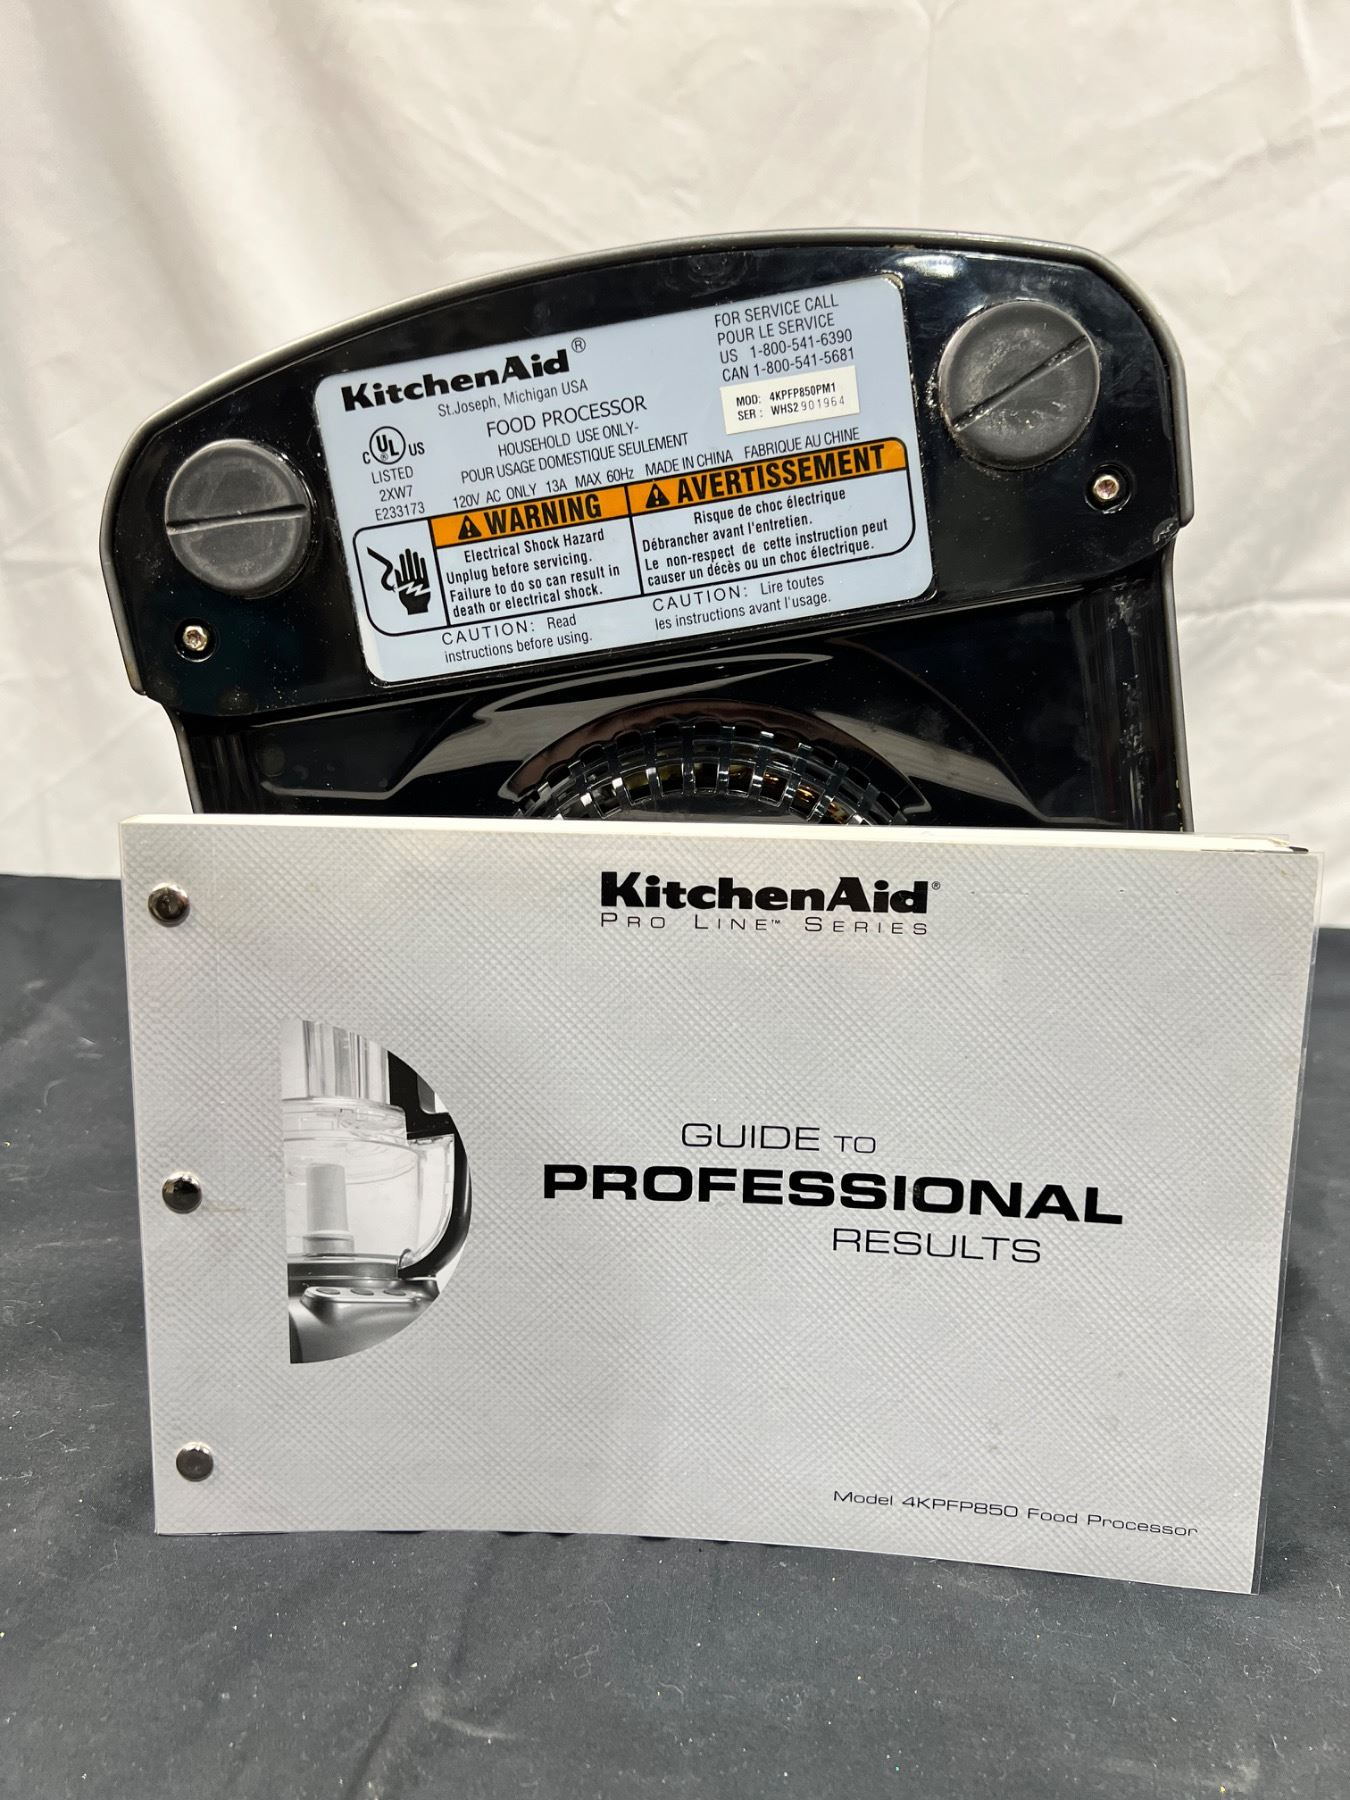 KitchenAid®
St.Joseph, Michigan USA
FOOD PROCESSOR
HOUSEHOLD USE ONLY-
POUR USAGE DOMESTIQUE SEULEMENT
120V AC ONLY 13A MAX 60Hz MADE IN CHINA FABRIQUE AU CHINE
FOR SERVICE CALL
POUR LE SERVICE
US 1-800-541-6390
CAN 1-800-541-5681
MOD: 4KPFP850PM1
SER: WHS2901964
C UL ® US
LISTED
2XW7
E233173
WARNING
Electrical Shock Hazard
Unplug before servicing.
Failure to do so can result in
death or electrical shock.
AVERTISSEMENT
Risque de choc électrique
Débrancher avant l'entretien.
Le non-respect de cette instruction peut
causer un décès ou un choc électrique.
CAUTION: Read
instructions before using.
CAUTION: Lire toutes
les instructions avant l'usage.
KitchenAid®
PRO LINE™ SERIES
GUIDE TO
PROFESSIONAL
RESULTS
Model 4KPFP850 Food Processor